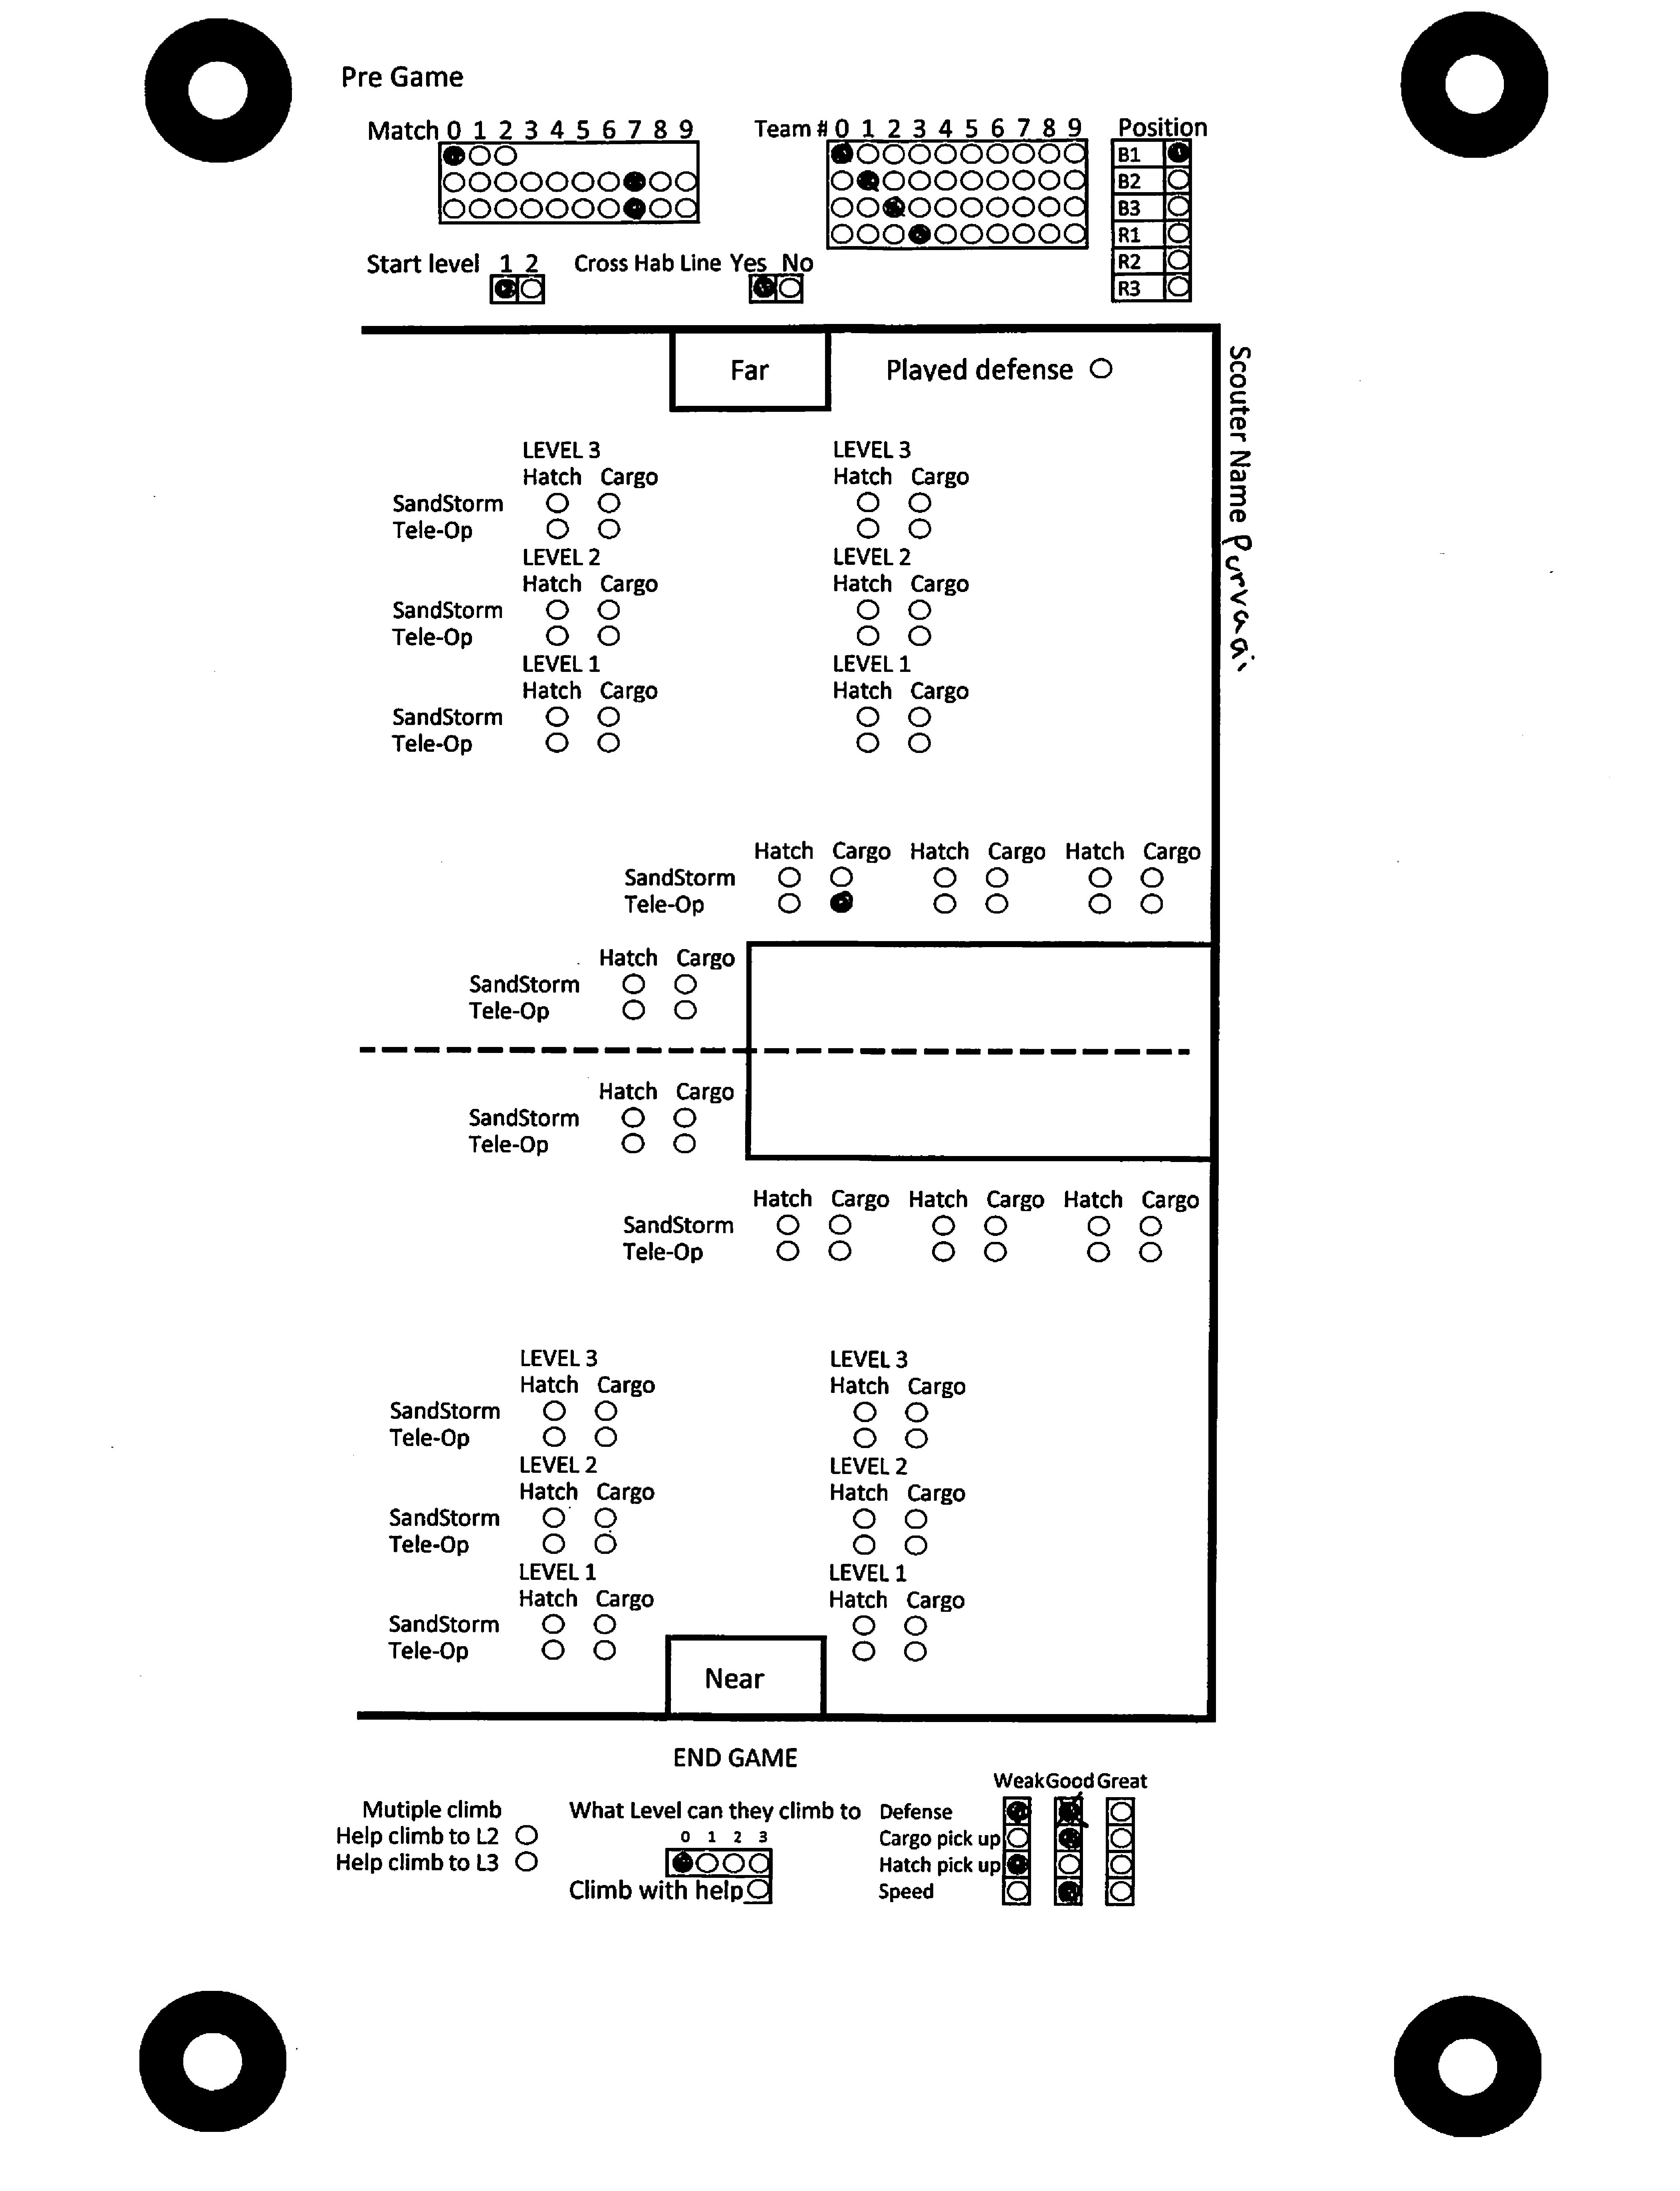 Pre Game
Match 0 1 2 3 4 5 6 7 8 9
Team # 0 1 2 3 4 5 6 7 8 9
Position
B1
B2
B3
R1
R2
R3
Start level 1 2
Cross Hab Line Yes No
Far
Played defense
Scouter Name
LEVEL 3 LEVEL 3
Hatch Cargo Hatch Cargo
SandStorm
Tele-Op
LEVEL 2 LEVEL 2
Hatch Cargo Hatch Cargo
SandStorm
Tele-Op
LEVEL 1 LEVEL 1
Hatch Cargo Hatch Cargo
SandStorm
Tele-Op
Hatch Cargo Hatch Cargo Hatch Cargo
SandStorm
Tele-Op
Hatch Cargo
SandStorm
Tele-Op
Hatch Cargo
SandStorm
Tele-Op
Hatch Cargo Hatch Cargo Hatch Cargo
SandStorm
Tele-Op
LEVEL 3 LEVEL 3
Hatch Cargo Hatch Cargo
SandStorm
Tele-Op
LEVEL 2 LEVEL 2
Hatch Cargo Hatch Cargo
SandStorm
Tele-Op
LEVEL 1 LEVEL 1
Hatch Cargo Hatch Cargo
SandStorm
Tele-Op
Near
END GAME
Mutiple climb
Help climb to L2
Help climb to L3
What Level can they climb to
0 1 2 3
Climb with help
Weak Good Great
Defense
Cargo pick up
Hatch pick up
Speed